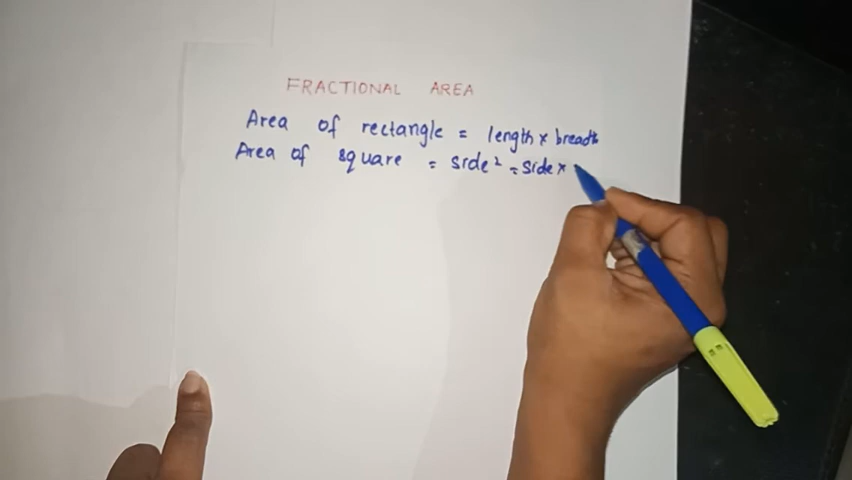 FRACTIONAL AREA
Area of rectangle = length × breadth
Area of square = side² = side ×